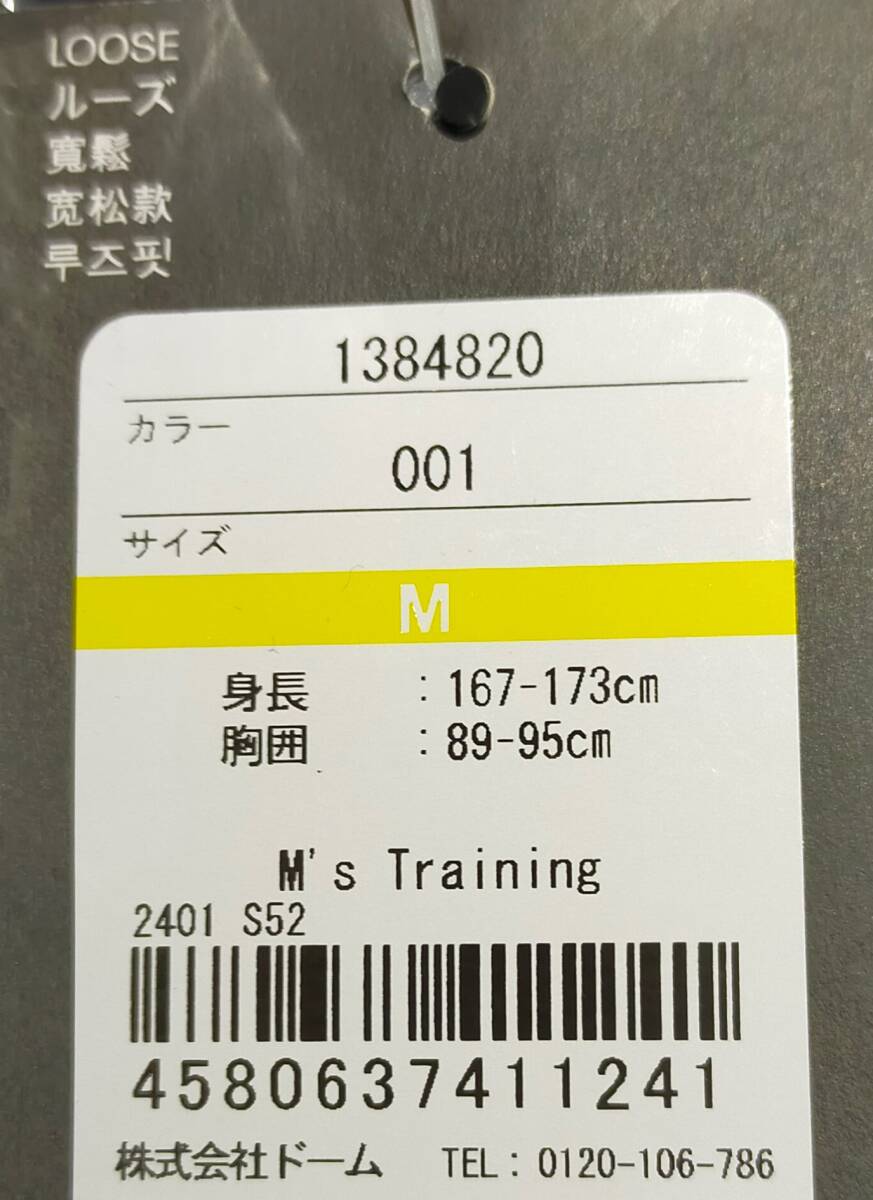 LOOSE
ルーズ
寬鬆
宽松款
루즈핏
1384820
カラー
001
サイズ
M
身長 : 167-173cm
胸囲 : 89-95cm
M's Training
2401 S52
4580637411241
株式会社ドーム TEL: 0120-106-786